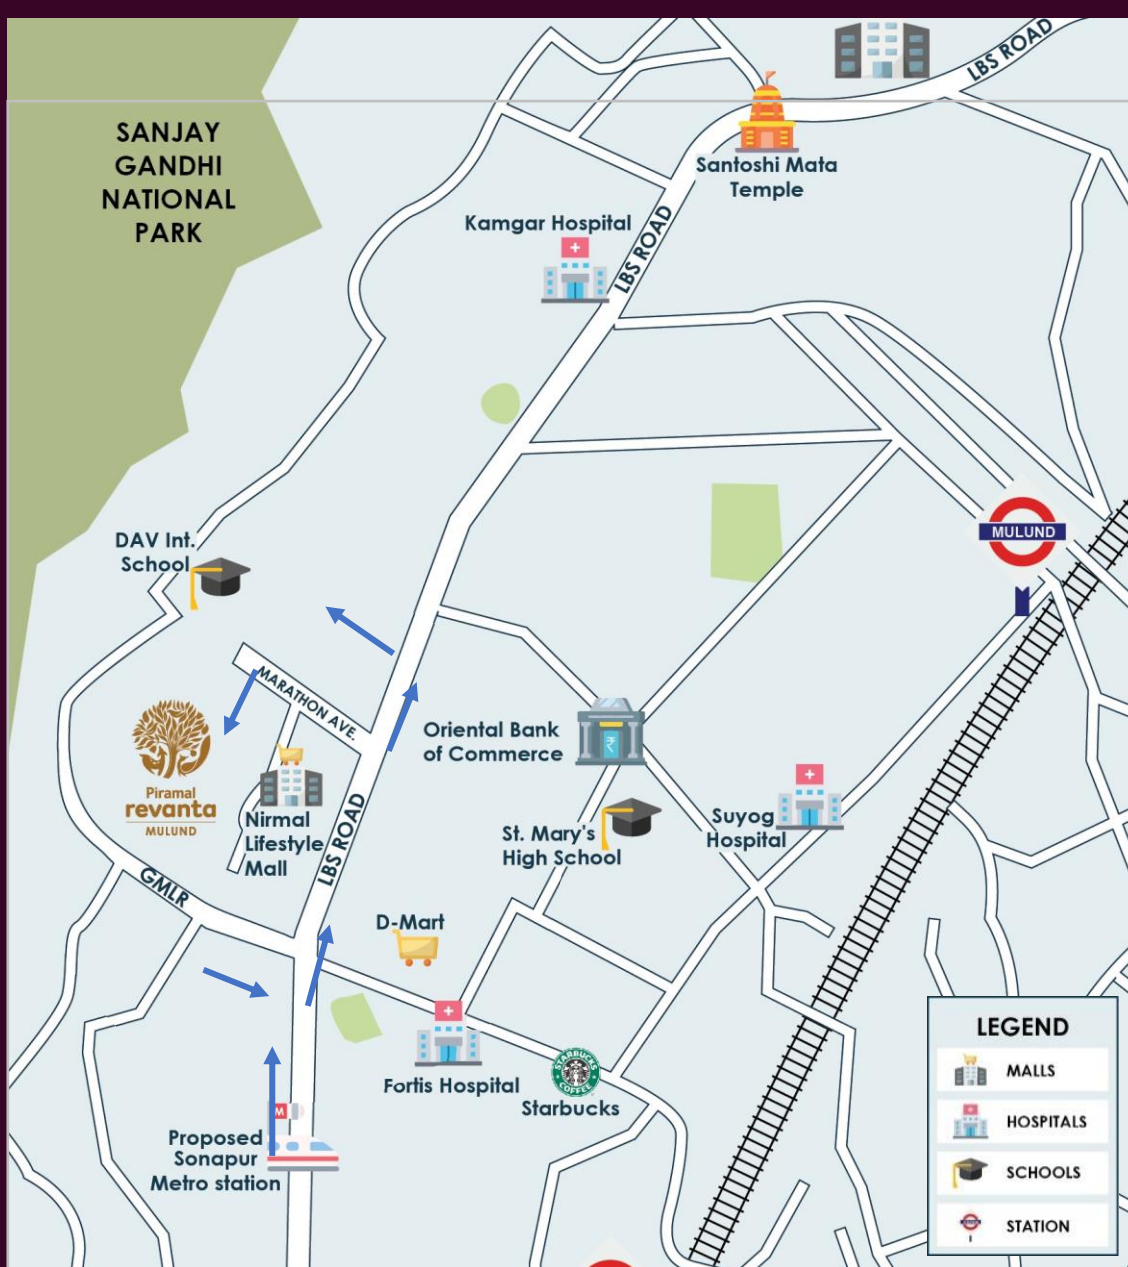 LBS ROAD
SANJAY
GANDHI
NATIONAL
PARK
Santoshi Mata
Temple
Kamgar Hospital
LBS ROAD
DAV Int.
School
MULUND
MARATHON AVE.
Oriental Bank
of Commerce
Piramal
revanta
MULUND
Nirmal
Lifestyle
Mall
LBS ROAD
St. Mary's
High School
Suyog
Hospital
GMLR
D-Mart
Fortis Hospital
STARBUCKS
COFFEE
Starbucks
M
Proposed
Sonapur
Metro station
LEGEND
MALLS
HOSPITALS
SCHOOLS
STATION